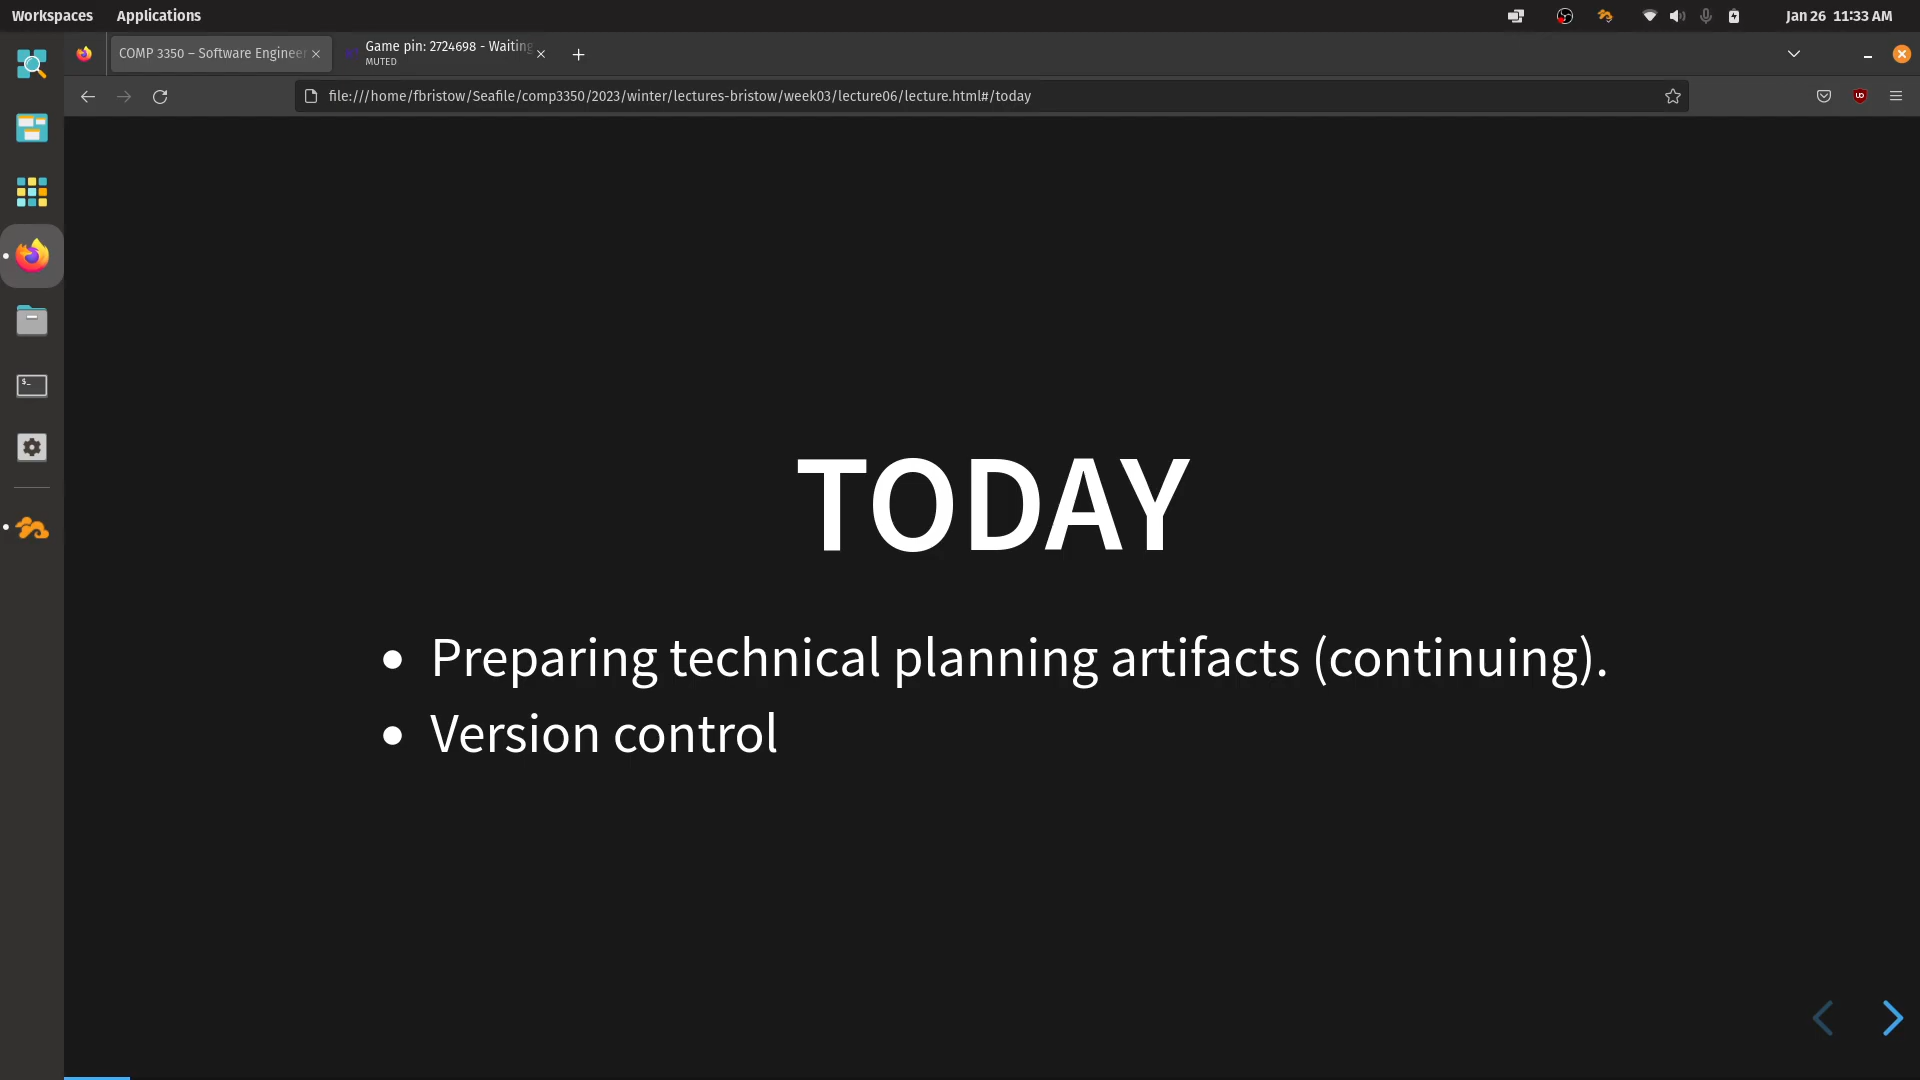 Workspaces Applications Jan 26 11:33 AM
COMP 3350 – Software Engineer
Game pin: 2724698 - Waiting
MUTED
file:///home/fbristow/Seafile/comp3350/2023/winter/lectures-bristow/week03/lecture06/lecture.html#/today
TODAY
• Preparing technical planning artifacts (continuing).
• Version control